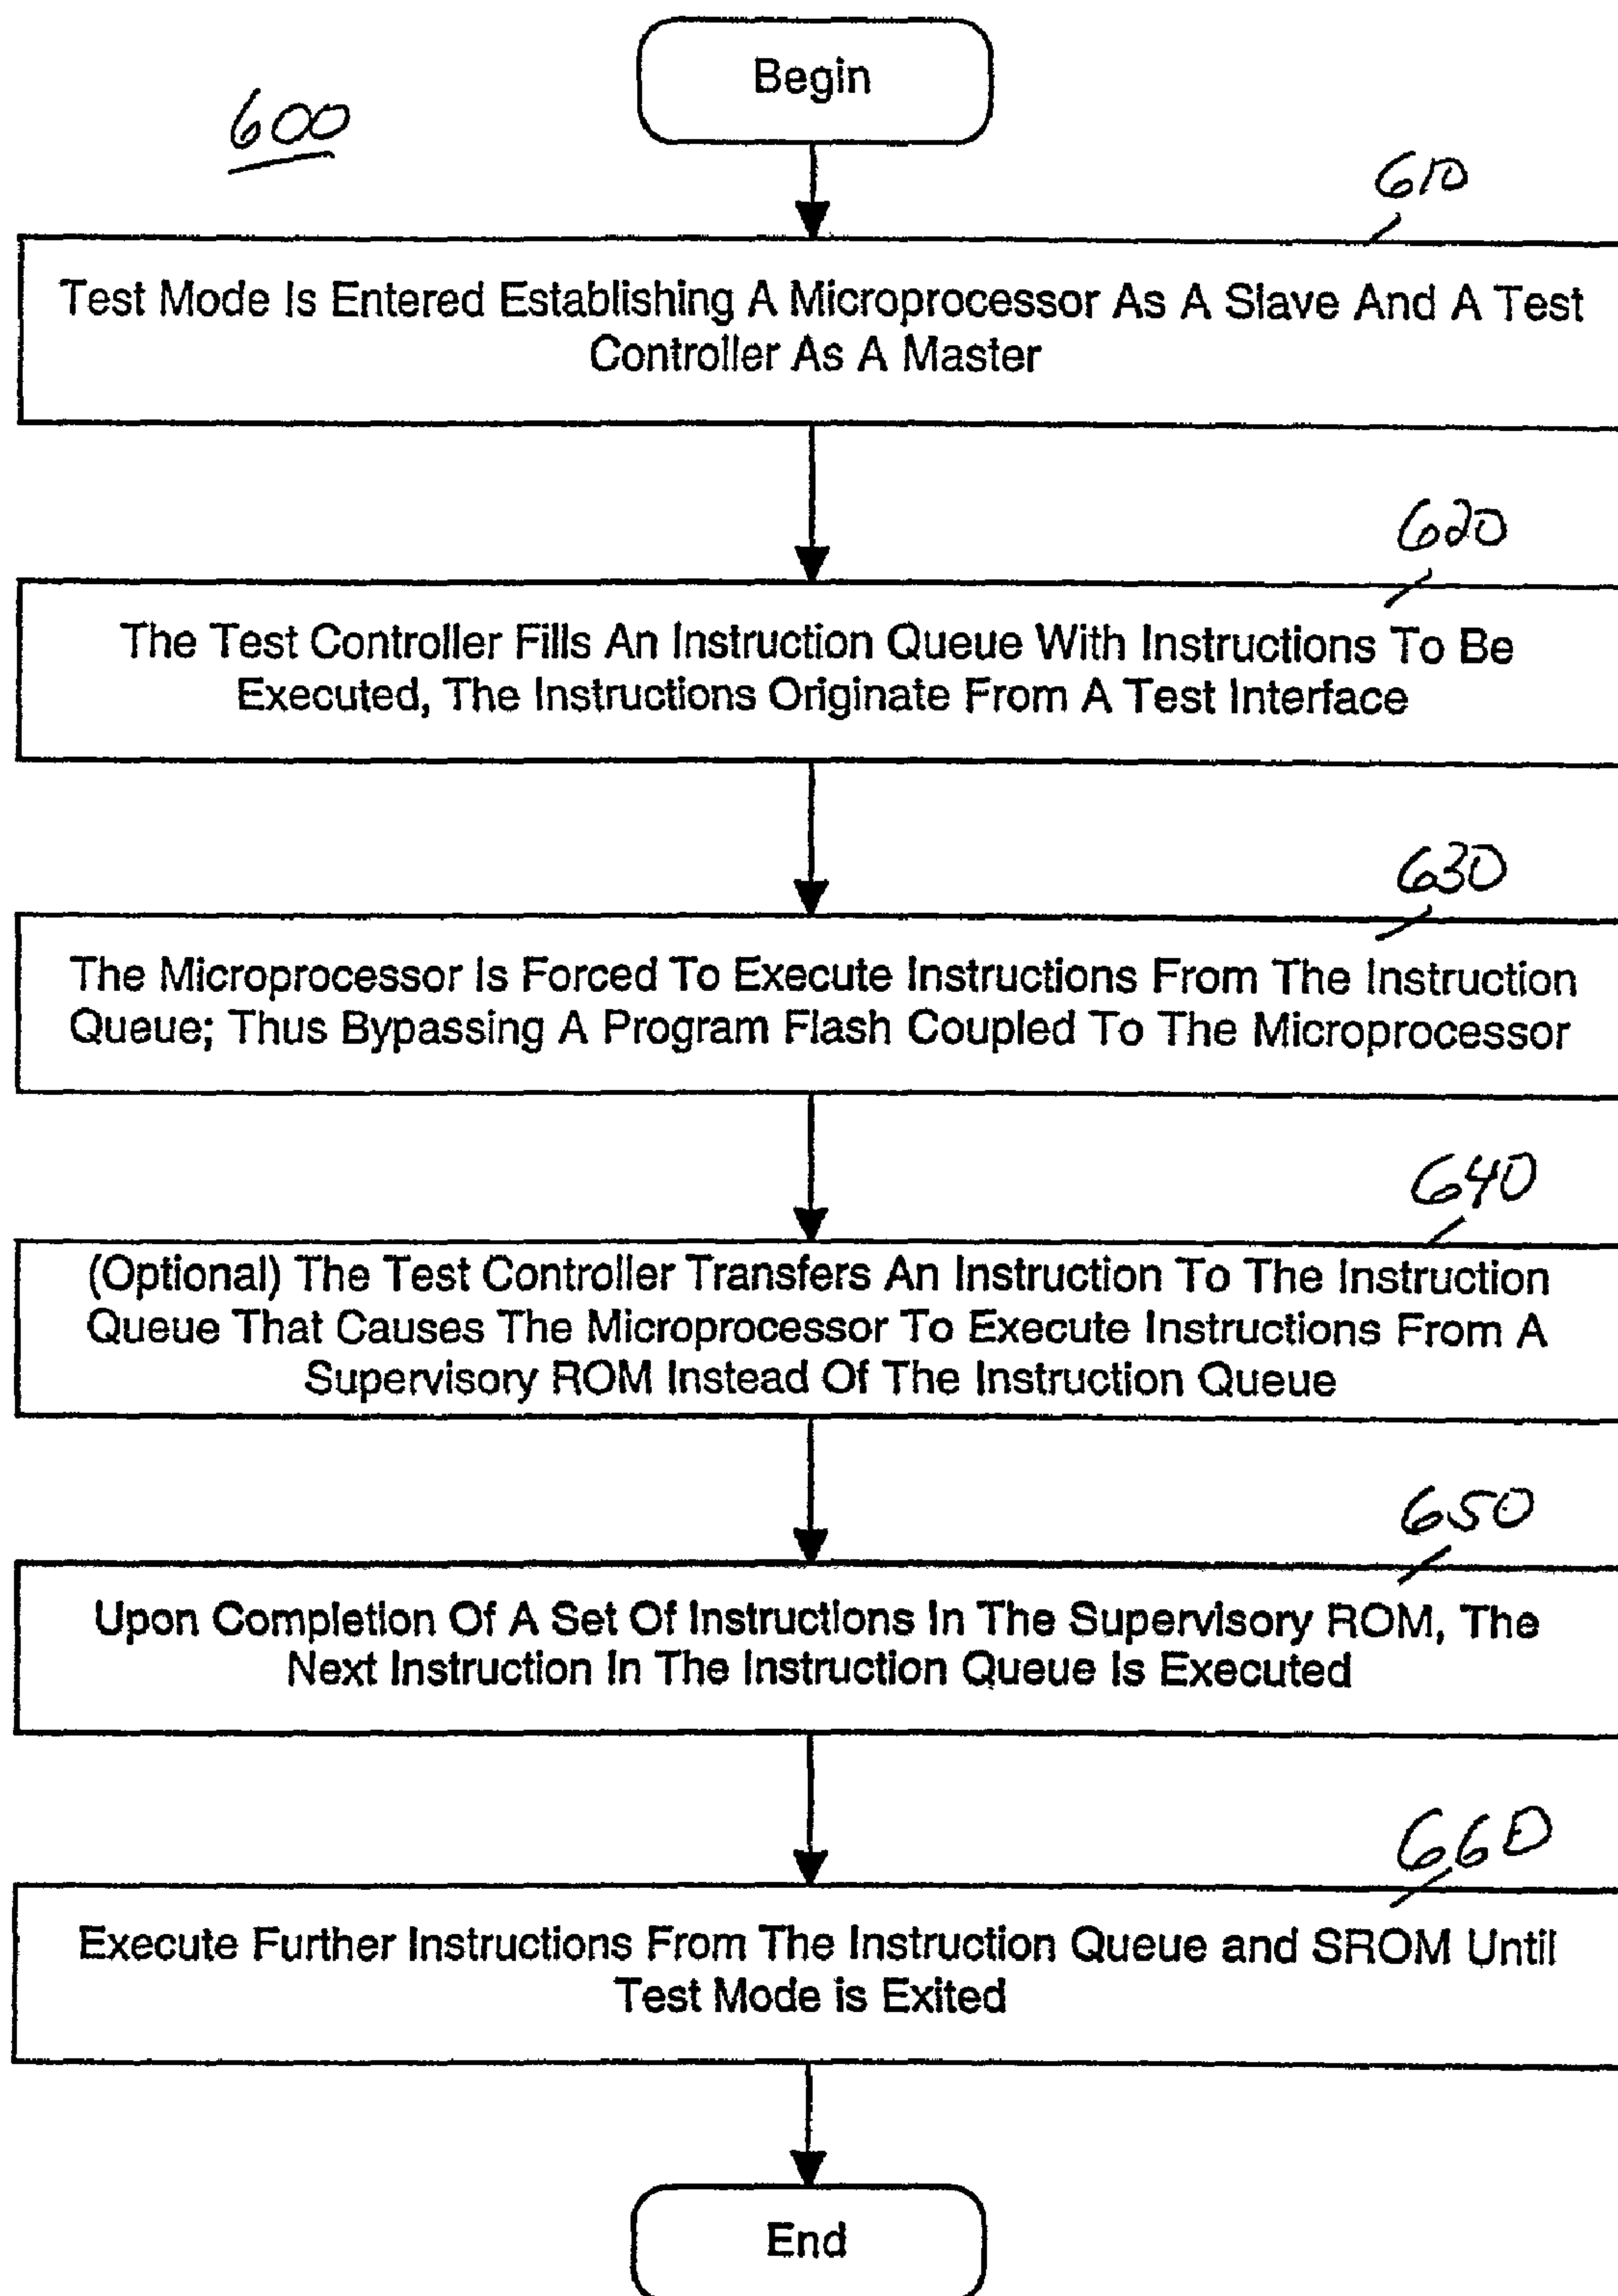 Begin
600
610
Test Mode Is Entered Establishing A Microprocessor As A Slave And A Test
Controller As A Master
620
The Test Controller Fills An Instruction Queue With Instructions To Be
Executed, The Instructions Originate From A Test Interface
630
The Microprocessor Is Forced To Execute Instructions From The Instruction
Queue; Thus Bypassing A Program Flash Coupled To The Microprocessor
640
(Optional) The Test Controller Transfers An Instruction To The Instruction
Queue That Causes The Microprocessor To Execute Instructions From A
Supervisory ROM Instead Of The Instruction Queue
650
Upon Completion Of A Set Of Instructions In The Supervisory ROM, The
Next Instruction In The Instruction Queue Is Executed
660
Execute Further Instructions From The Instruction Queue and SROM Until
Test Mode is Exited
End